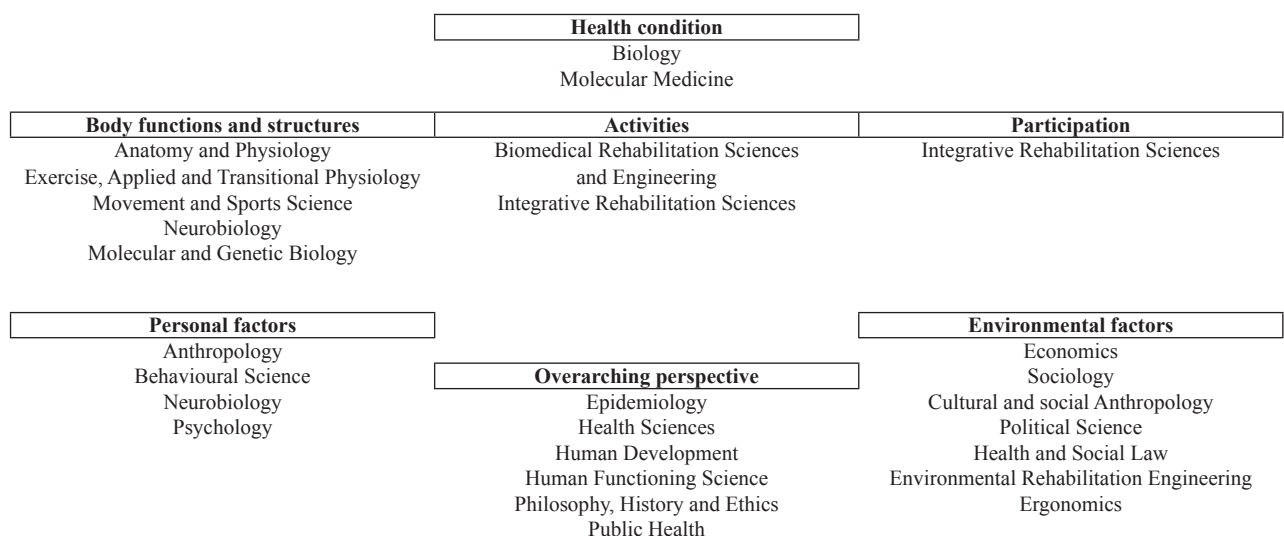 Health condition
Biology
Molecular Medicine
Body functions and structures
Anatomy and Physiology
Exercise, Applied and Transitional Physiology
Movement and Sports Science
Neurobiology
Molecular and Genetic Biology
Activities
Biomedical Rehabilitation Sciences
and Engineering
Integrative Rehabilitation Sciences
Participation
Integrative Rehabilitation Sciences
Personal factors
Anthropology
Behavioural Science
Neurobiology
Psychology
Overarching perspective
Epidemiology
Health Sciences
Human Development
Human Functioning Science
Philosophy, History and Ethics
Public Health
Environmental factors
Economics
Sociology
Cultural and social Anthropology
Political Science
Health and Social Law
Environmental Rehabilitation Engineering
Ergonomics